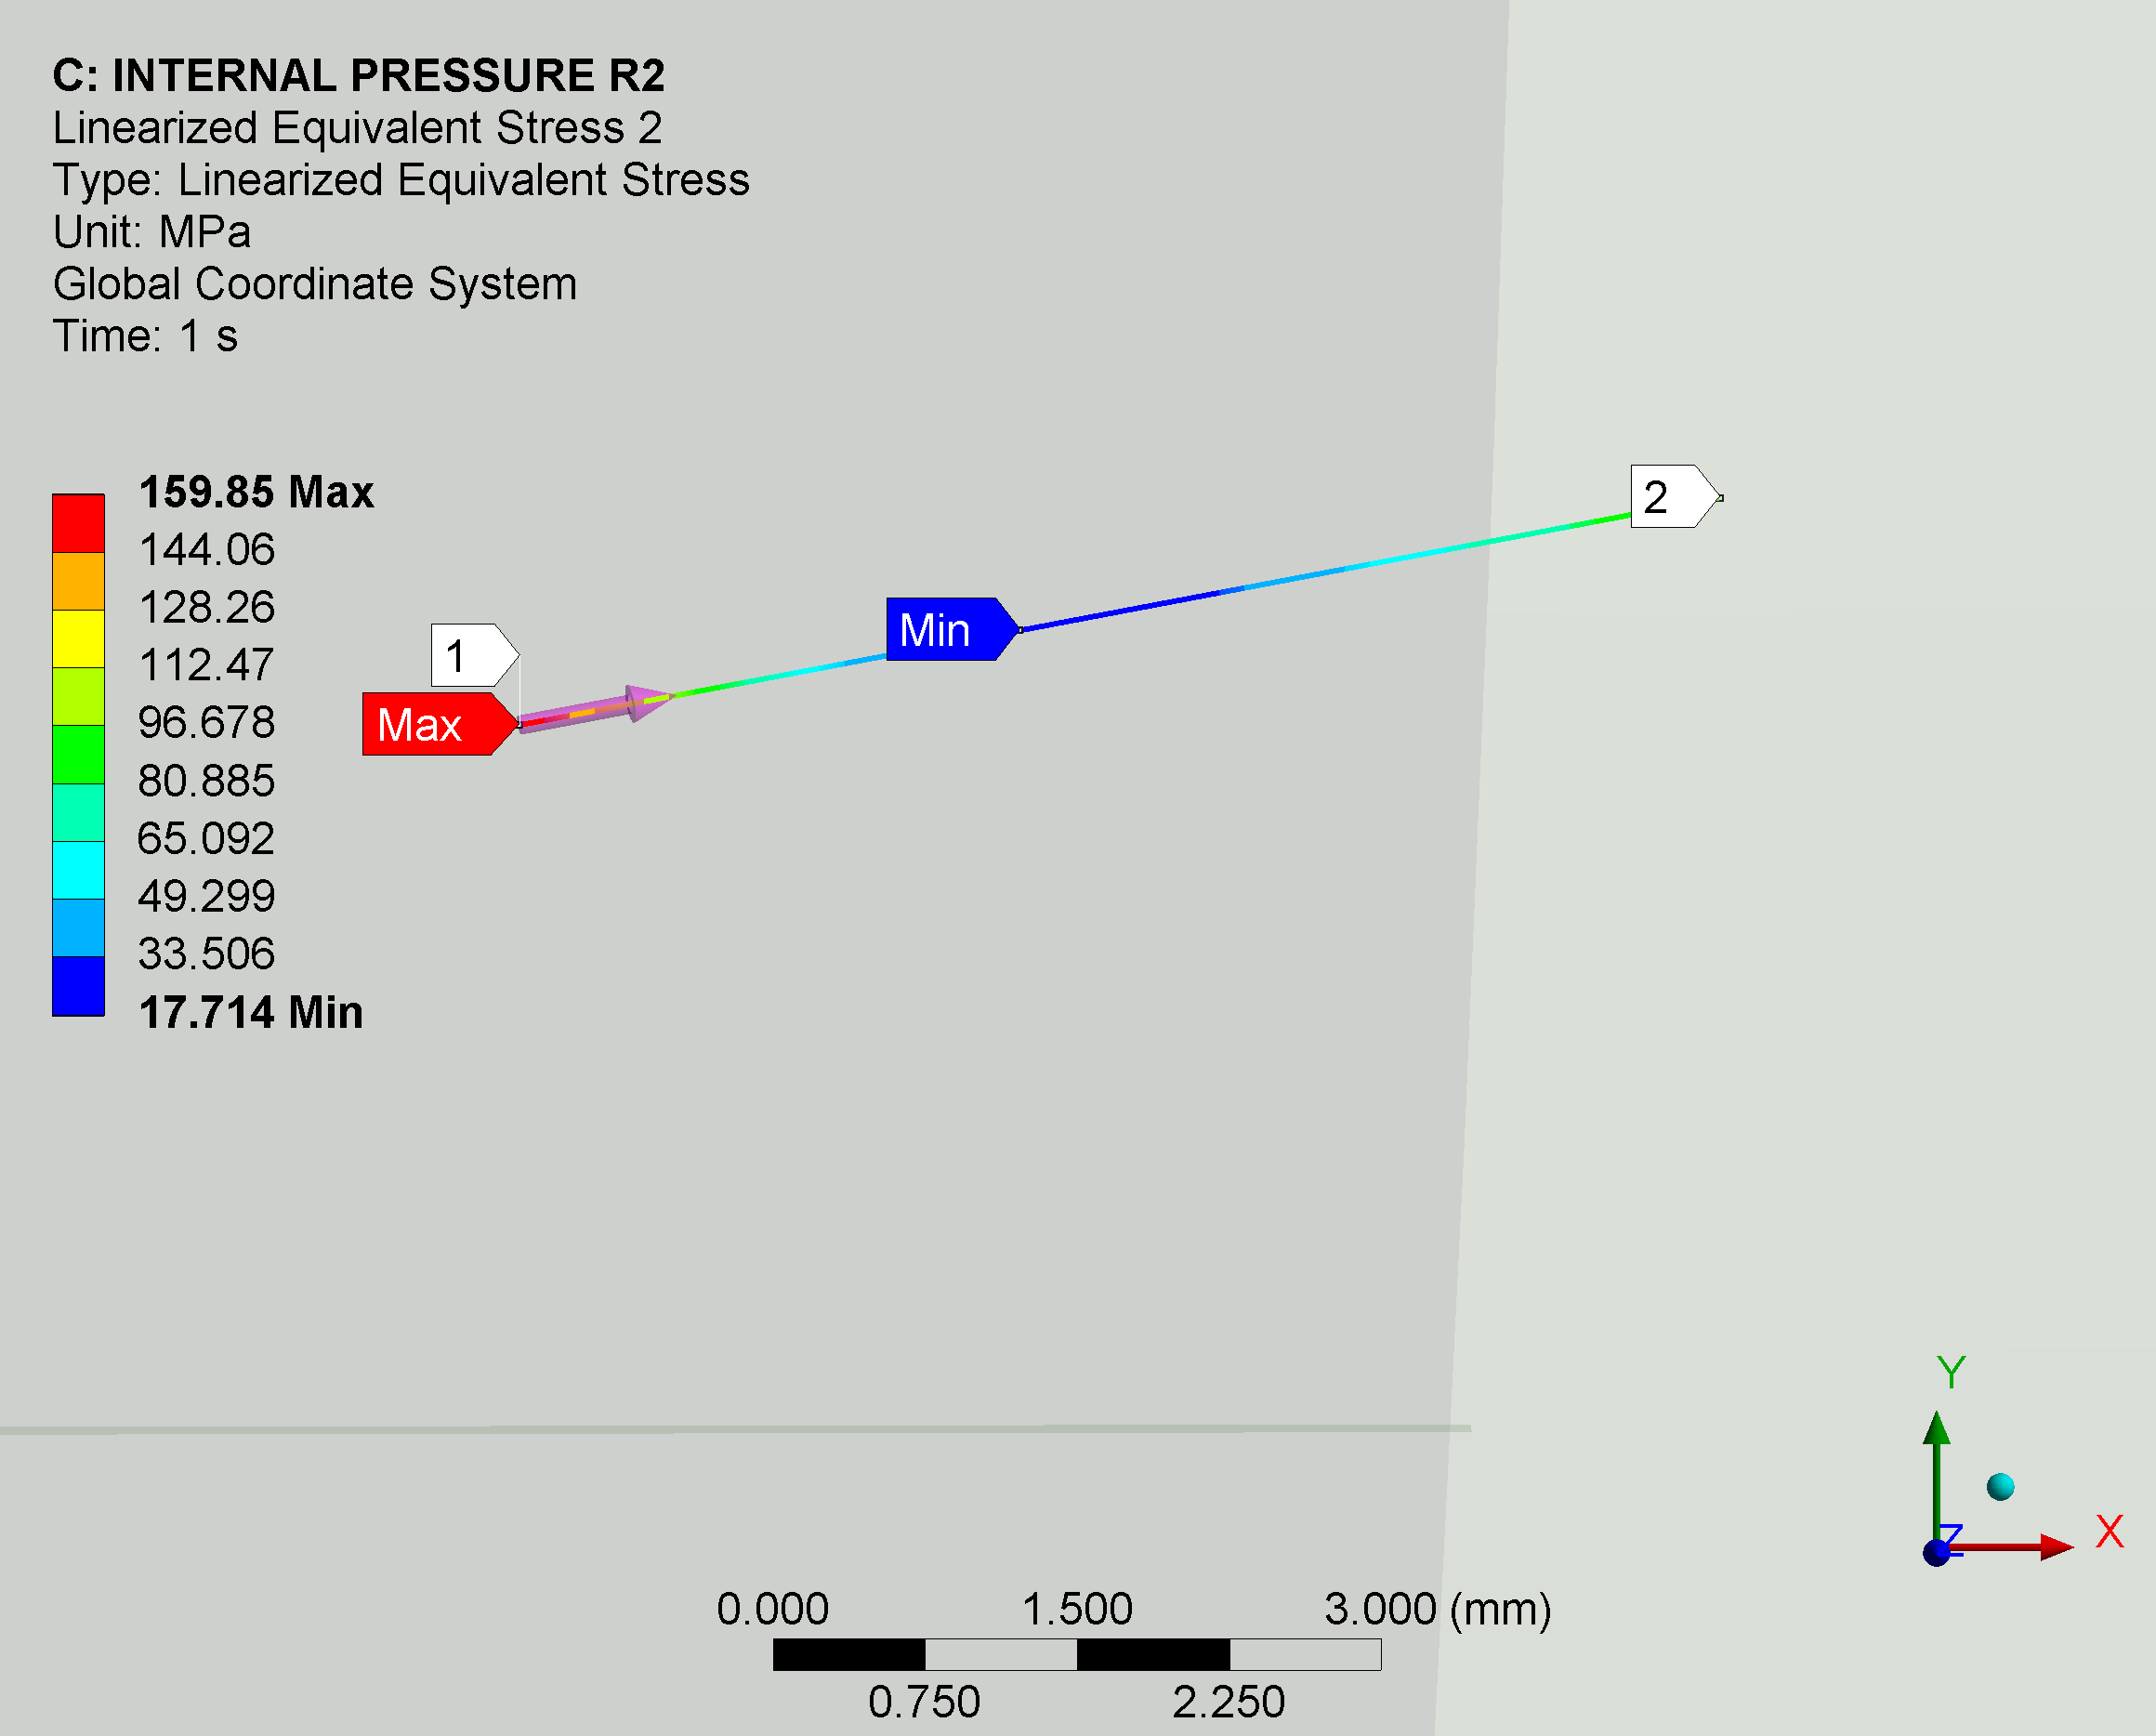 C: INTERNAL PRESSURE R2
Linearized Equivalent Stress 2
Type: Linearized Equivalent Stress
Unit: MPa
Global Coordinate System
Time: 1 s
159.85 Max
144.06
128.26
112.47
96.678
80.885
65.092
49.299
33.506
17.714 Min
2
Min
1
Max
Y
Z
X
0.000
1.500
3.000 (mm)
0.750
2.250